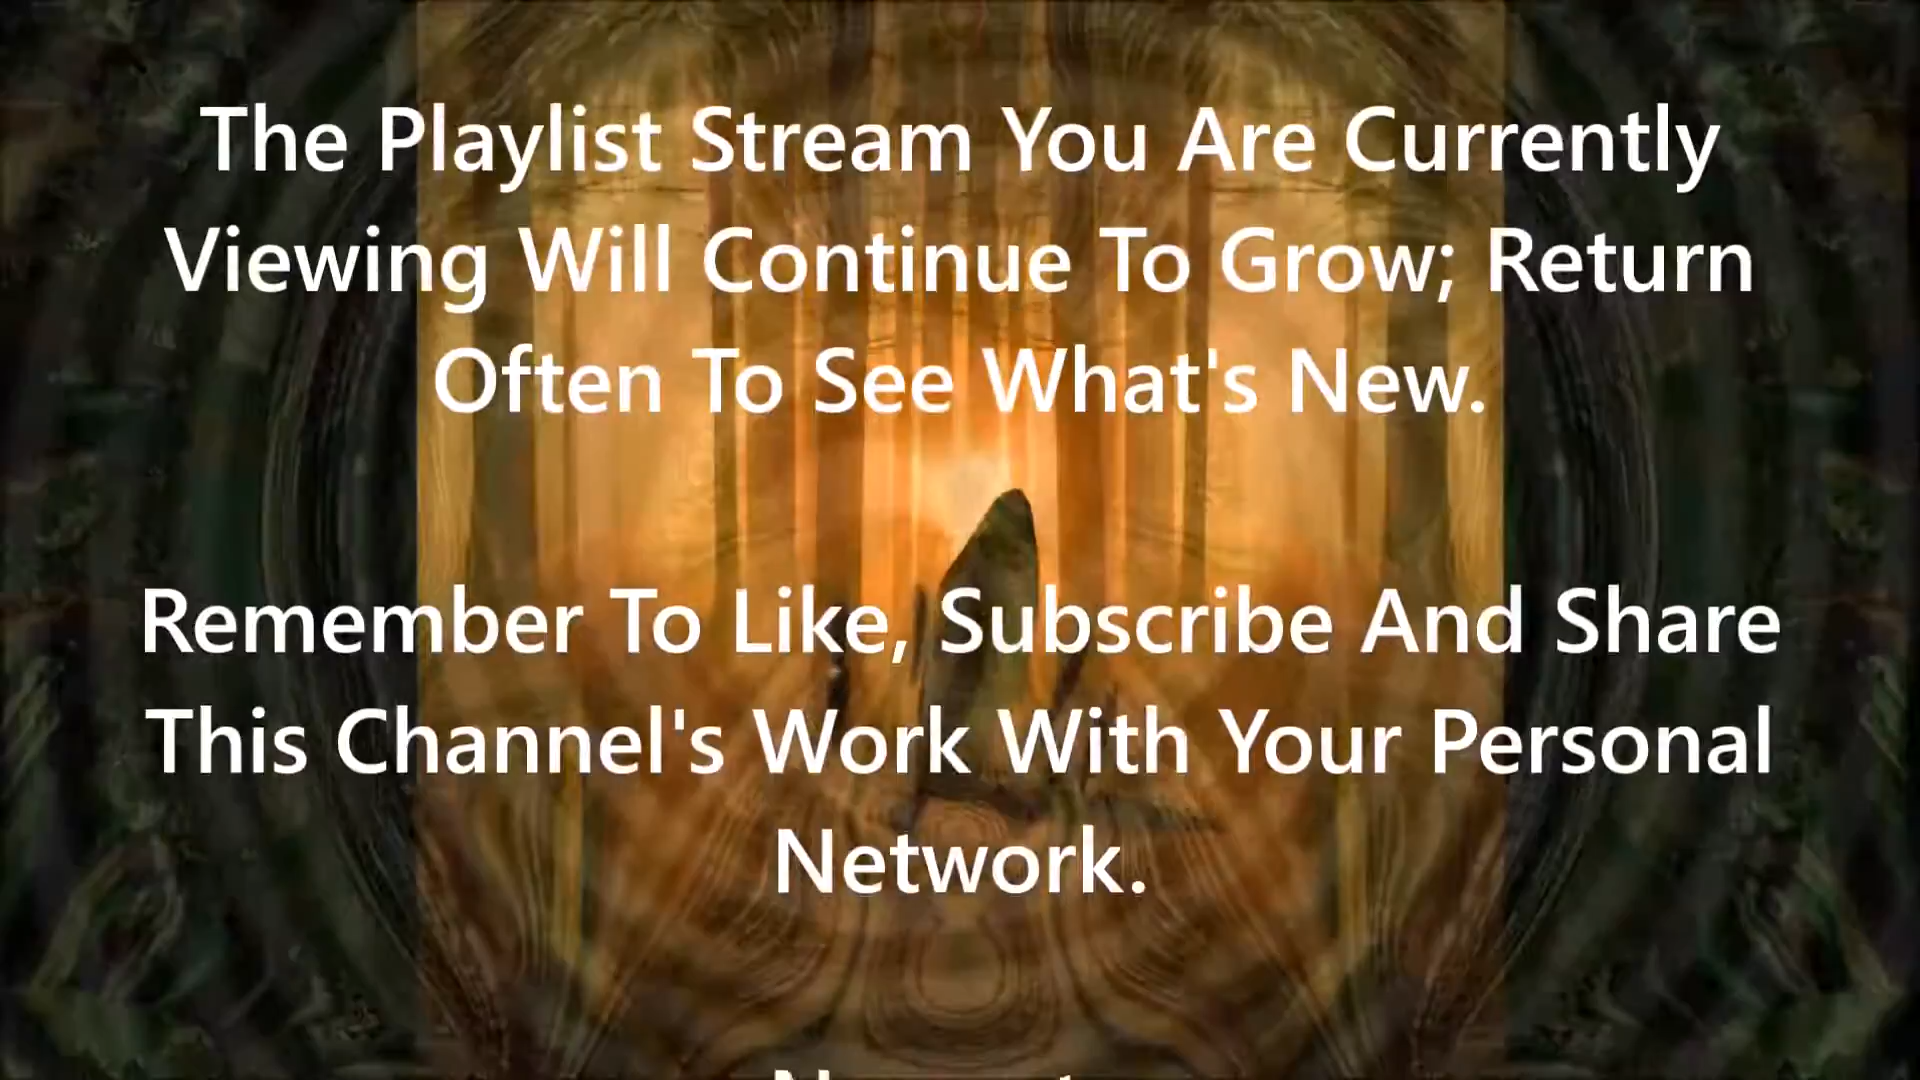 The Playlist Stream You Are Currently
Viewing Will Continue To Grow; Return
Often To See What's New.
Remember To Like, Subscribe And Share
This Channel's Work With Your Personal
Network.